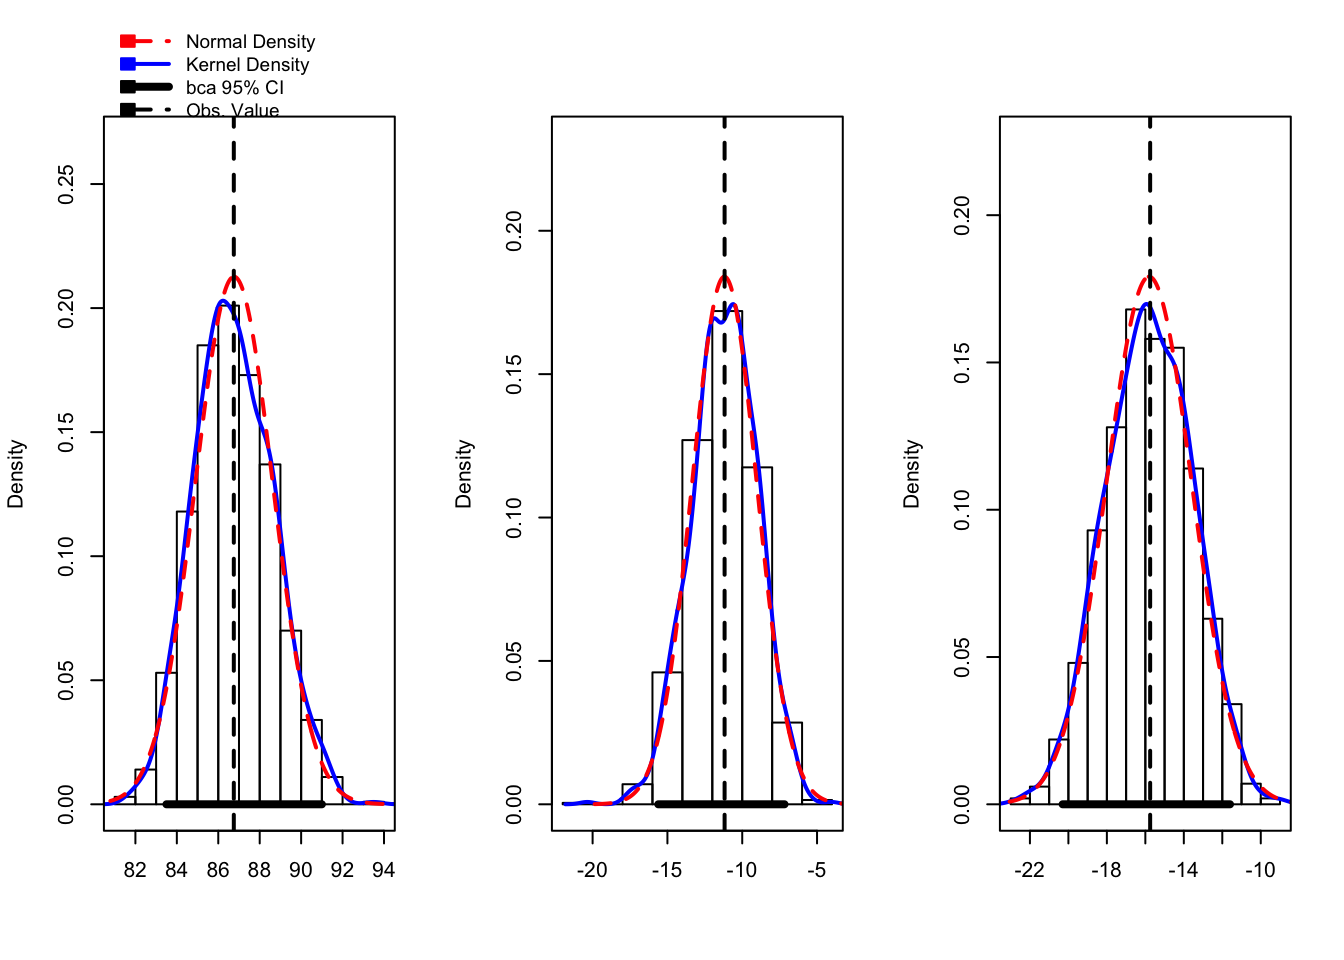 Normal Density
Kernel Density
bca 95% CI
Obs. Value
Density
0.00 0.05 0.10 0.15 0.20 0.25
82 84 86 88 90 92 94
Density
0.00 0.05 0.10 0.15 0.20
-20 -15 -10 -5
Density
0.00 0.05 0.10 0.15 0.20
-22 -18 -14 -10